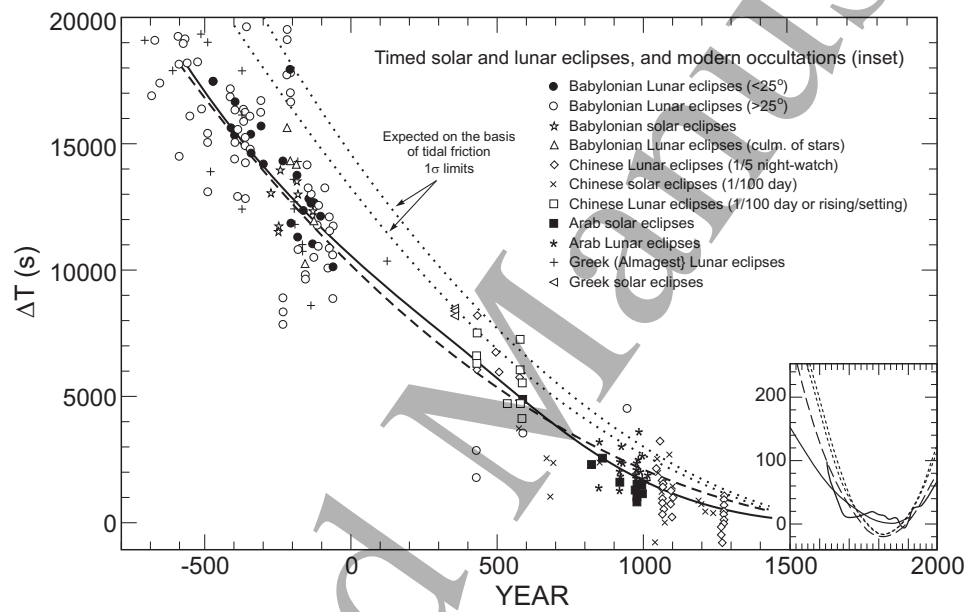 20000
15000
10000
5000
0
ΔT (s)
-500
0
500
1000
1500
2000
YEAR
Timed solar and lunar eclipses, and modern occultations (inset)
Babylonian Lunar eclipses (<25°)
Babylonian Lunar eclipses (>25°)
Babylonian solar eclipses
Babylonian Lunar eclipses (culm. of stars)
Chinese Lunar eclipses (1/5 night-watch)
Chinese solar eclipses (1/100 day)
Chinese Lunar eclipses (1/100 day or rising/setting)
Arab solar eclipses
Arab Lunar eclipses
Greek (Almagest} Lunar eclipses
Greek solar eclipses
Expected on the basis
of tidal friction
1σ limits
200
100
0
d Manus